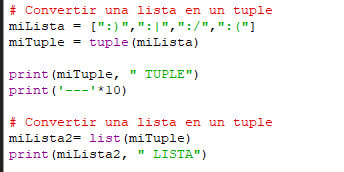 # Convertir una lista en un tuple
miLista = [":)",":|",":/",":("]
miTuple = tuple(miLista)
print(miTuple, " TUPLE")
print('---'*10)
# Convertir una lista en un tuple
miLista2= list(miTuple)
print(miLista2, " LISTA")